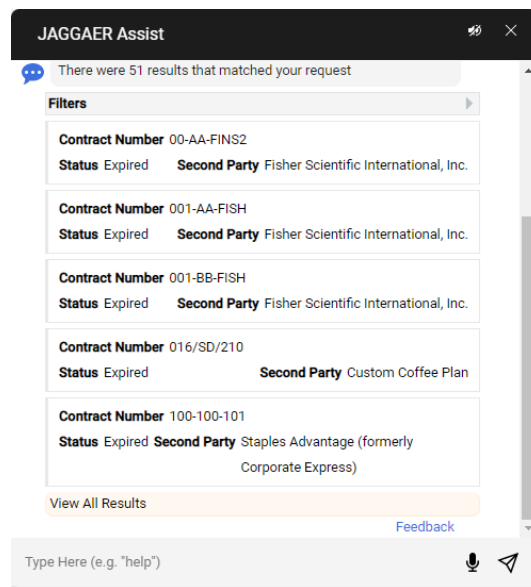 JAGGAER Assist
There were 51 results that matched your request
Filters
Contract Number 00-AA-FINS2
Status Expired Second Party Fisher Scientific International, Inc.
Contract Number 001-AA-FISH
Status Expired Second Party Fisher Scientific International, Inc.
Contract Number 001-BB-FISH
Status Expired Second Party Fisher Scientific International, Inc.
Contract Number 016/SD/210
Status Expired Second Party Custom Coffee Plan
Contract Number 100-100-101
Status Expired Second Party Staples Advantage (formerly
Corporate Express)
View All Results
Feedback
Type Here (e.g. "help")